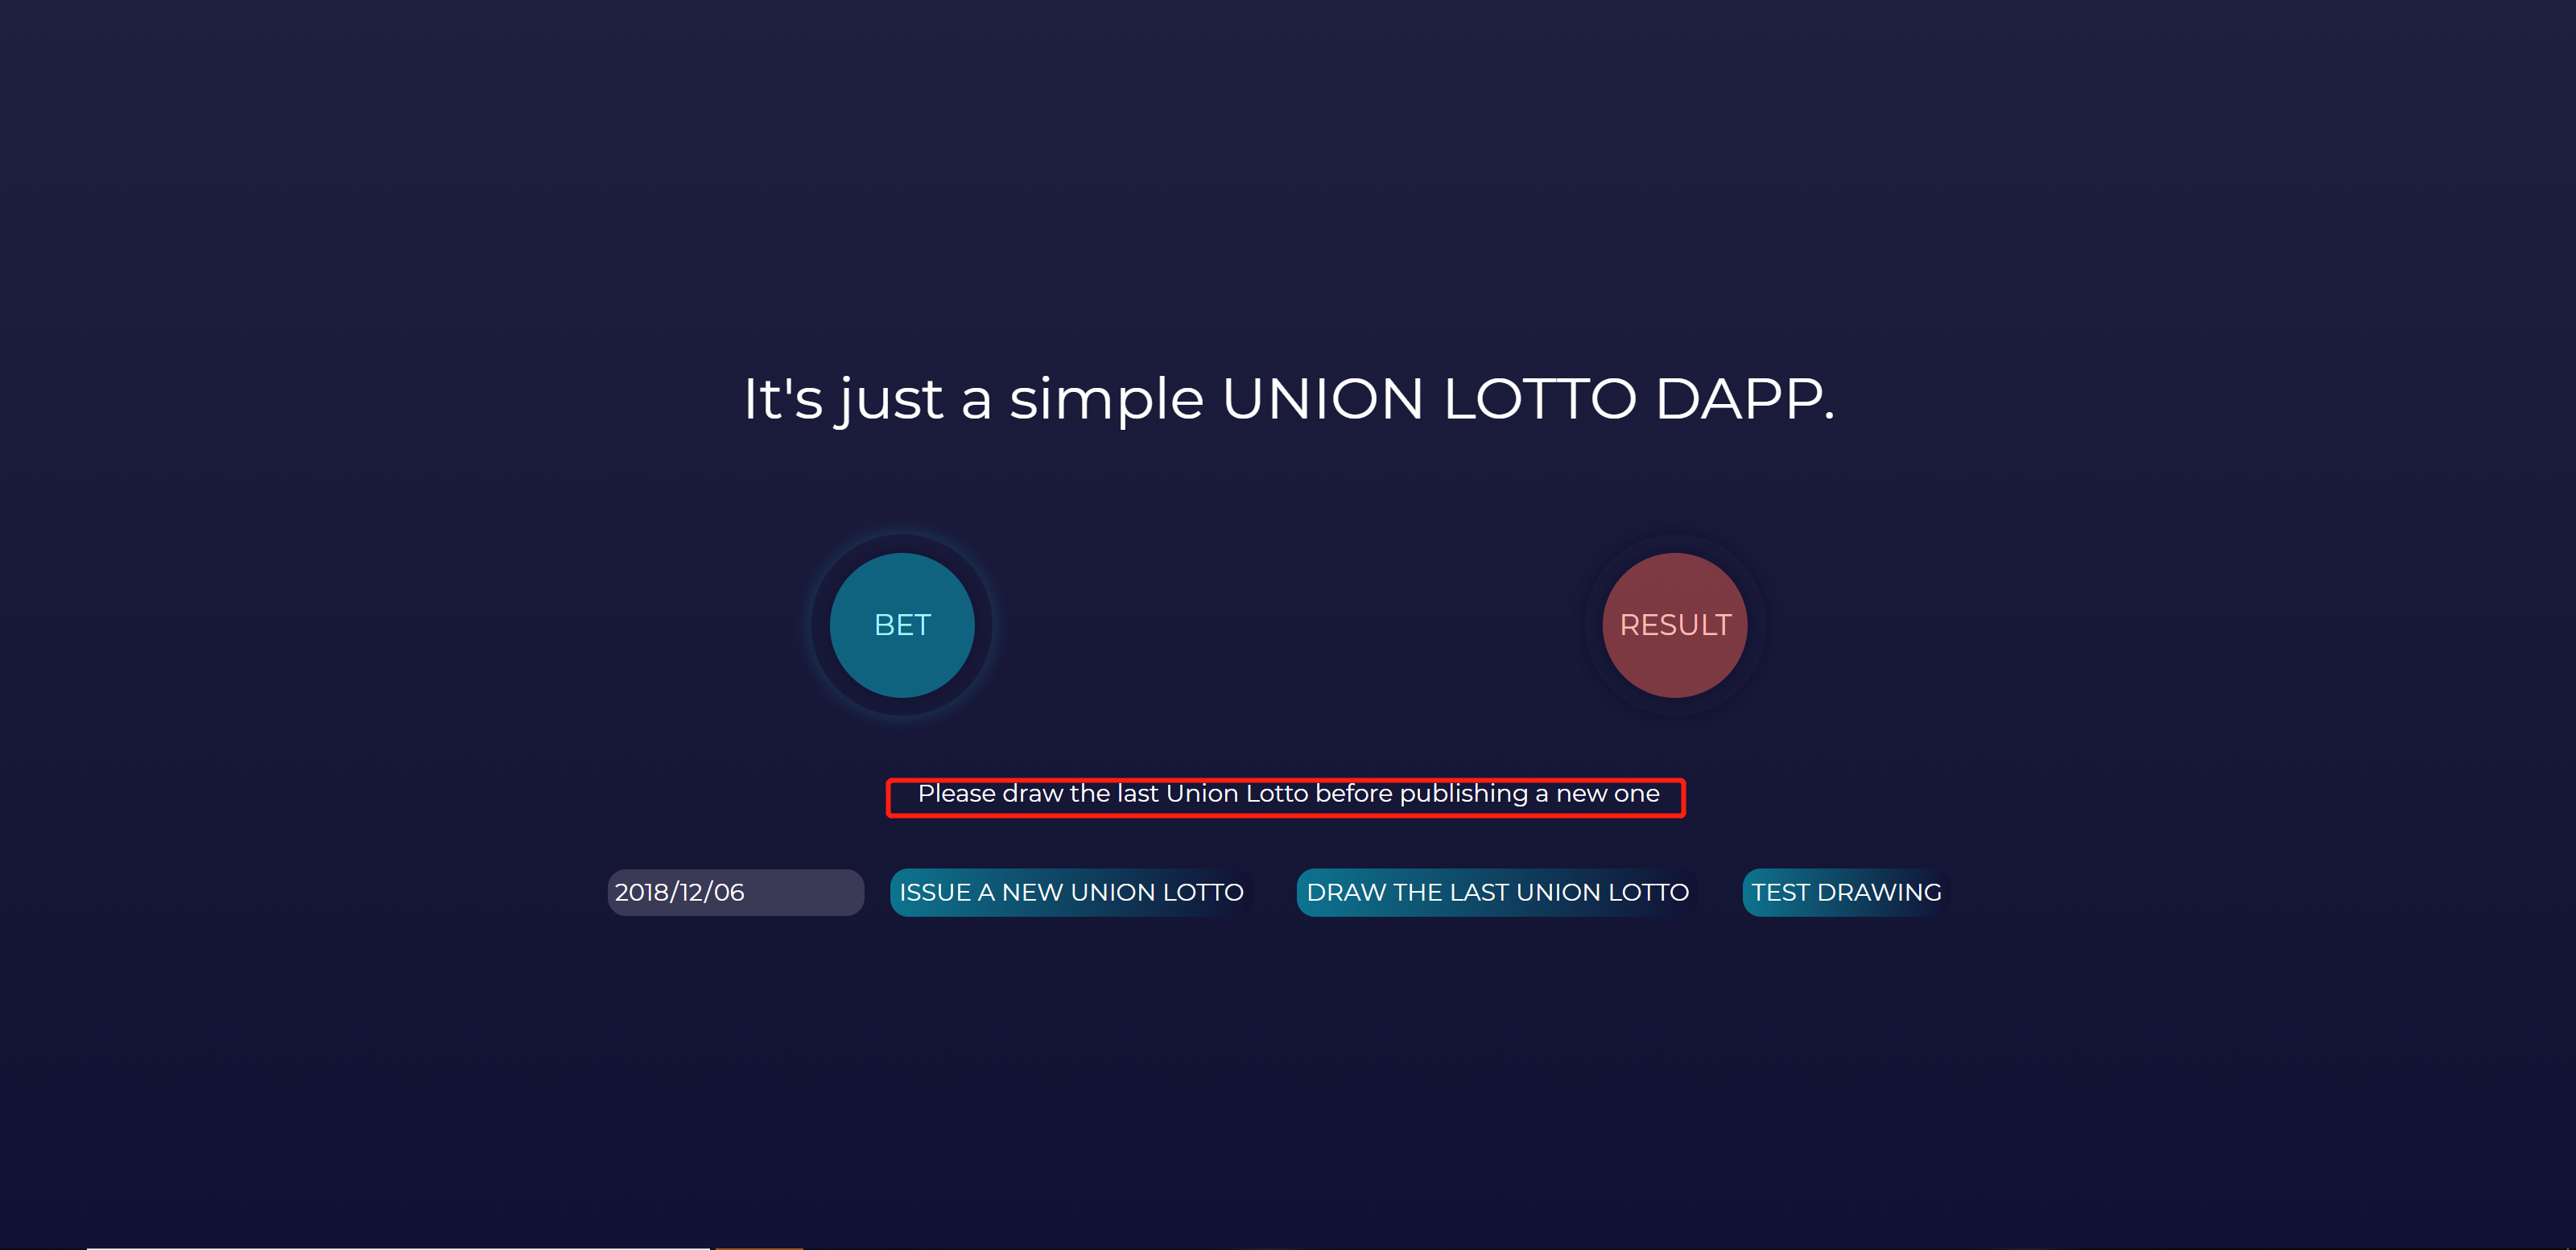 It's just a simple UNION LOTTO DAPP.
BET
RESULT
Please draw the last Union Lotto before publishing a new one
2018/12/06
ISSUE A NEW UNION LOTTO
DRAW THE LAST UNION LOTTO
TEST DRAWING